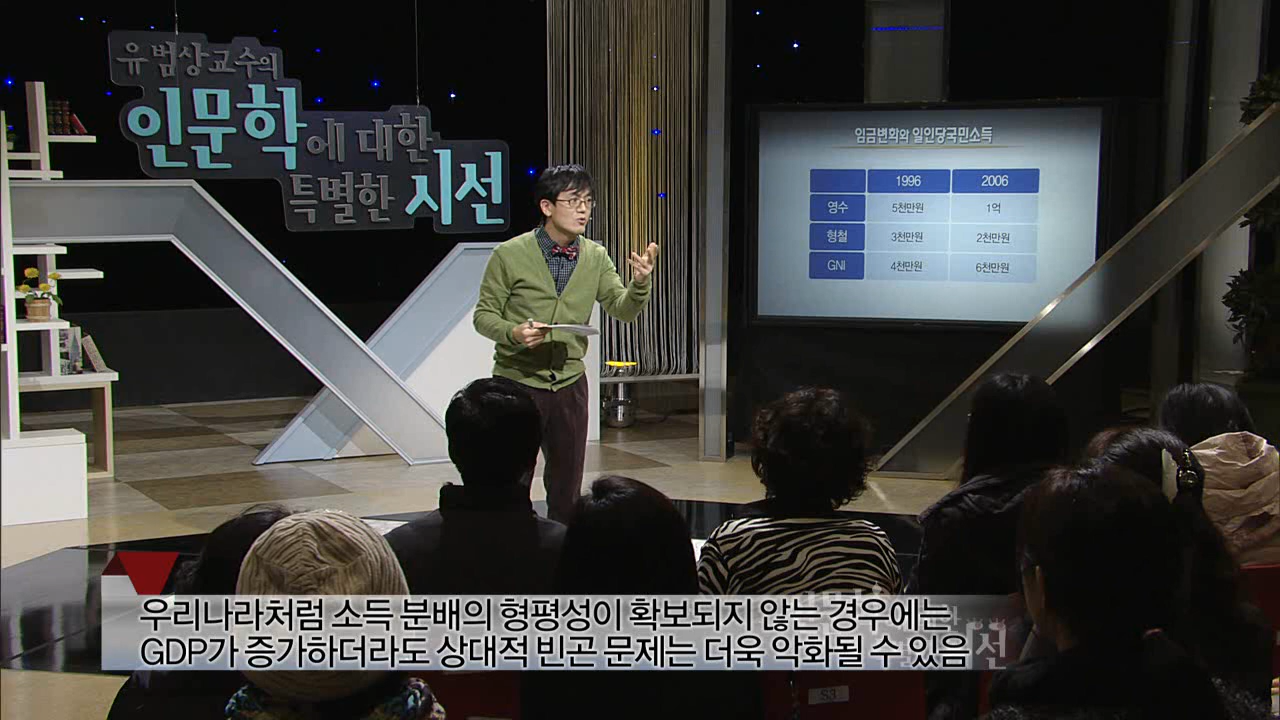 유범상교수의
인문학에 대한
특별한 시선
임금변화와 일인당국민소득
1996 2006
영수 5천만원 1억
형철 3천만원 2천만원
GNI 4천만원 6천만원
우리나라처럼 소득 분배의 형평성이 확보되지 않는 경우에는
GDP가 증가하더라도 상대적 빈곤 문제는 더욱 악화될 수 있음
S3